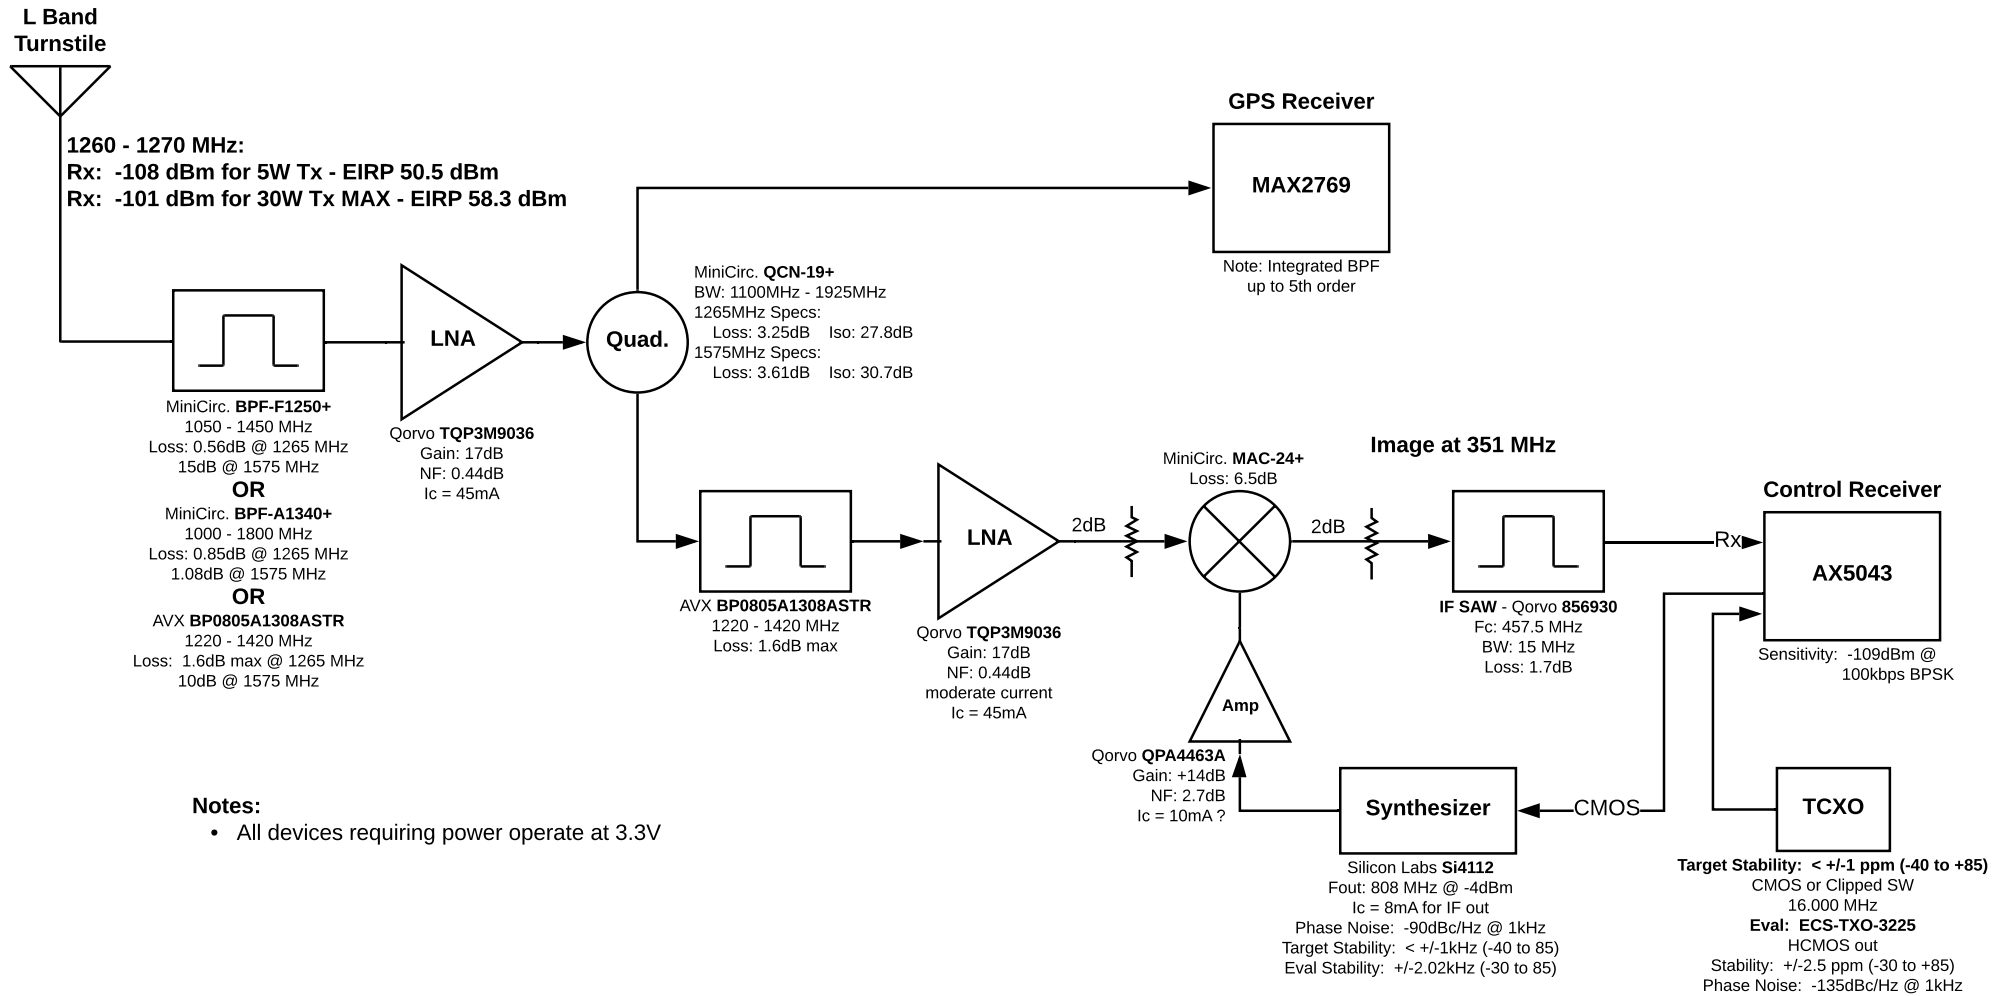 L Band
Turnstile
1260 - 1270 MHz:
Rx:  -108 dBm for 5W Tx - EIRP 50.5 dBm
Rx:  -101 dBm for 30W Tx MAX - EIRP 58.3 dBm
GPS Receiver
MAX2769
Note: Integrated BPF
up to 5th order
MiniCirc. QCN-19+
BW: 1100MHz - 1925MHz
1265MHz Specs:
Loss: 3.25dB    Iso: 27.8dB
1575MHz Specs:
Loss: 3.61dB    Iso: 30.7dB
LNA
Quad.
MiniCirc. BPF-F1250+
1050 - 1450 MHz
Loss: 0.56dB @ 1265 MHz
15dB @ 1575 MHz
OR
MiniCirc. BPF-A1340+
1000 - 1800 MHz
Loss: 0.85dB @ 1265 MHz
1.08dB @ 1575 MHz
OR
AVX BP0805A1308ASTR
1220 - 1420 MHz
Loss:  1.6dB max @ 1265 MHz
10dB @ 1575 MHz
Qorvo TQP3M9036
Gain: 17dB
NF: 0.44dB
Ic = 45mA
AVX BP0805A1308ASTR
1220 - 1420 MHz
Loss: 1.6dB max
LNA
Qorvo TQP3M9036
Gain: 17dB
NF: 0.44dB
moderate current
Ic = 45mA
2dB
MiniCirc. MAC-24+
Loss: 6.5dB
2dB
Image at 351 MHz
IF SAW - Qorvo 856930
Fc: 457.5 MHz
BW: 15 MHz
Loss: 1.7dB
Control Receiver
Rx
AX5043
Sensitivity:  -109dBm @
100kbps BPSK
Amp
Qorvo QPA4463A
Gain: +14dB
NF: 2.7dB
Ic = 10mA ?
Synthesizer
CMOS
TCXO
Silicon Labs Si4112
Fout: 808 MHz @ -4dBm
Ic = 8mA for IF out
Phase Noise:  -90dBc/Hz @ 1kHz
Target Stability:  < +/-1kHz (-40 to 85)
Eval Stability:  +/-2.02kHz (-30 to 85)
Target Stability:  < +/-1 ppm (-40 to +85)
CMOS or Clipped SW
16.000 MHz
Eval:  ECS-TXO-3225
HCMOS out
Stability:  +/-2.5 ppm (-30 to +85)
Phase Noise:  -135dBc/Hz @ 1kHz
Notes:
• All devices requiring power operate at 3.3V